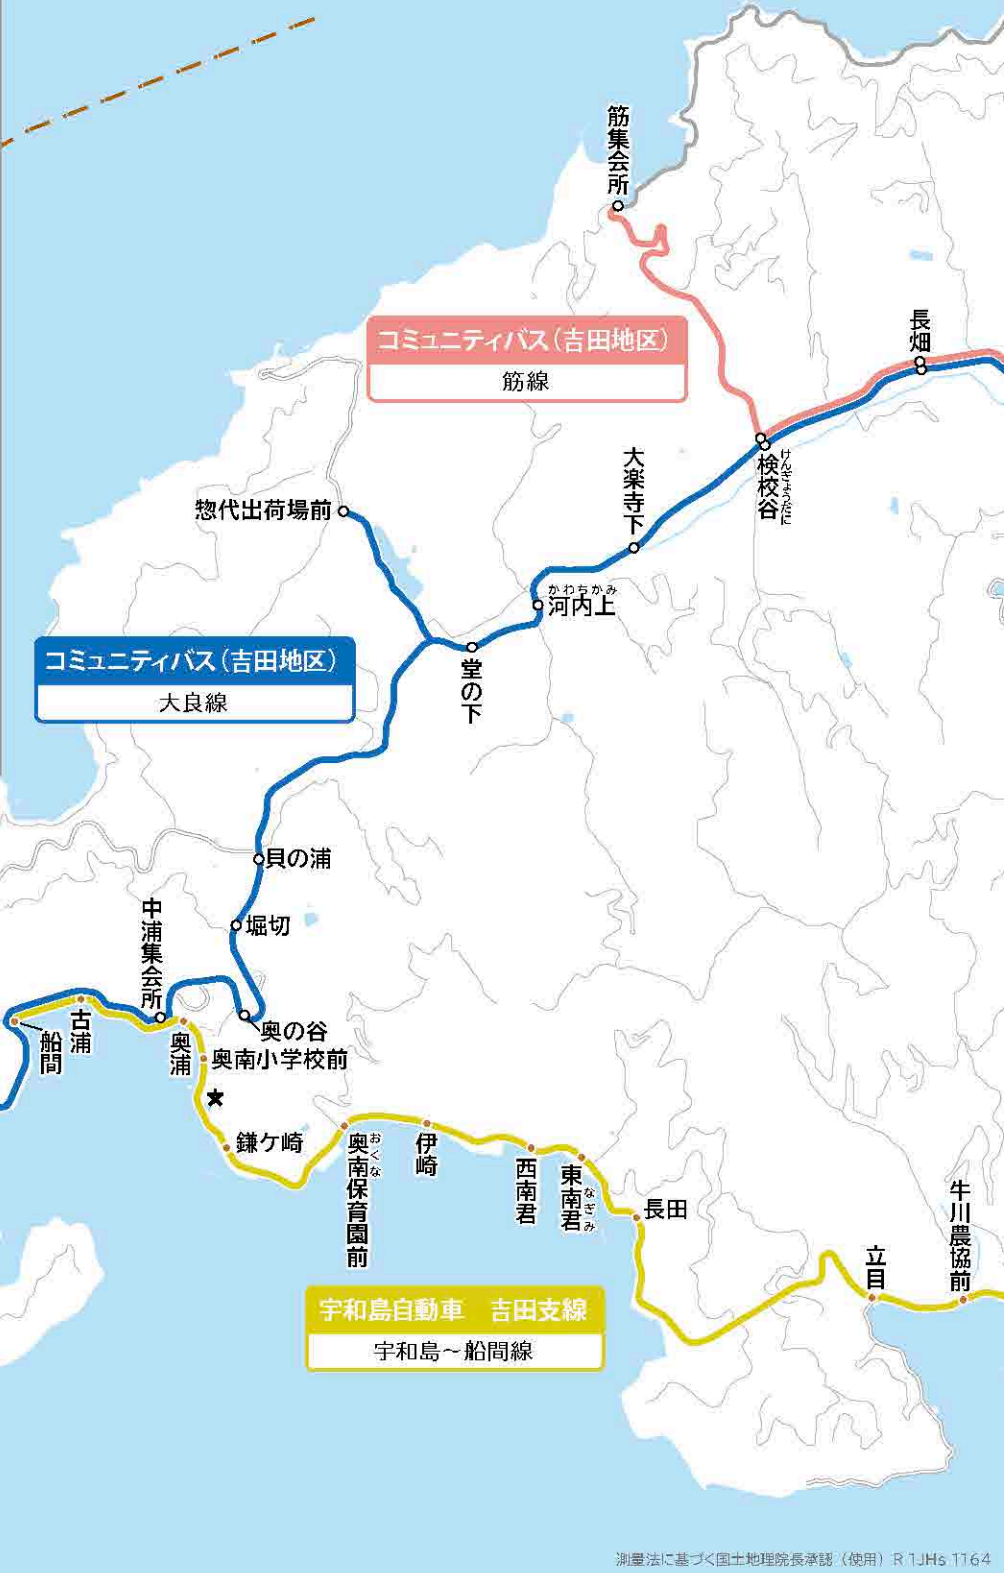 筋集会所
コミュニティバス（吉田地区）
筋線
長畑
検校谷
けんぎょうだに
大楽寺下
惣代出荷場前
かわちかみ
河内上
堂の下
コミュニティバス（吉田地区）
大良線
貝の浦
堀切
中浦集会所
奥の谷
古浦
船間
奥浦
奥南小学校前
★
鎌ケ崎
奥南保育園前
おくな
伊崎
西南君
東南君
なぎみ
長田
立目
牛川農協前
宇和島自動車　吉田支線
宇和島～船間線
測量法に基づく国土地理院長承認（使用）R 1JHs 1164